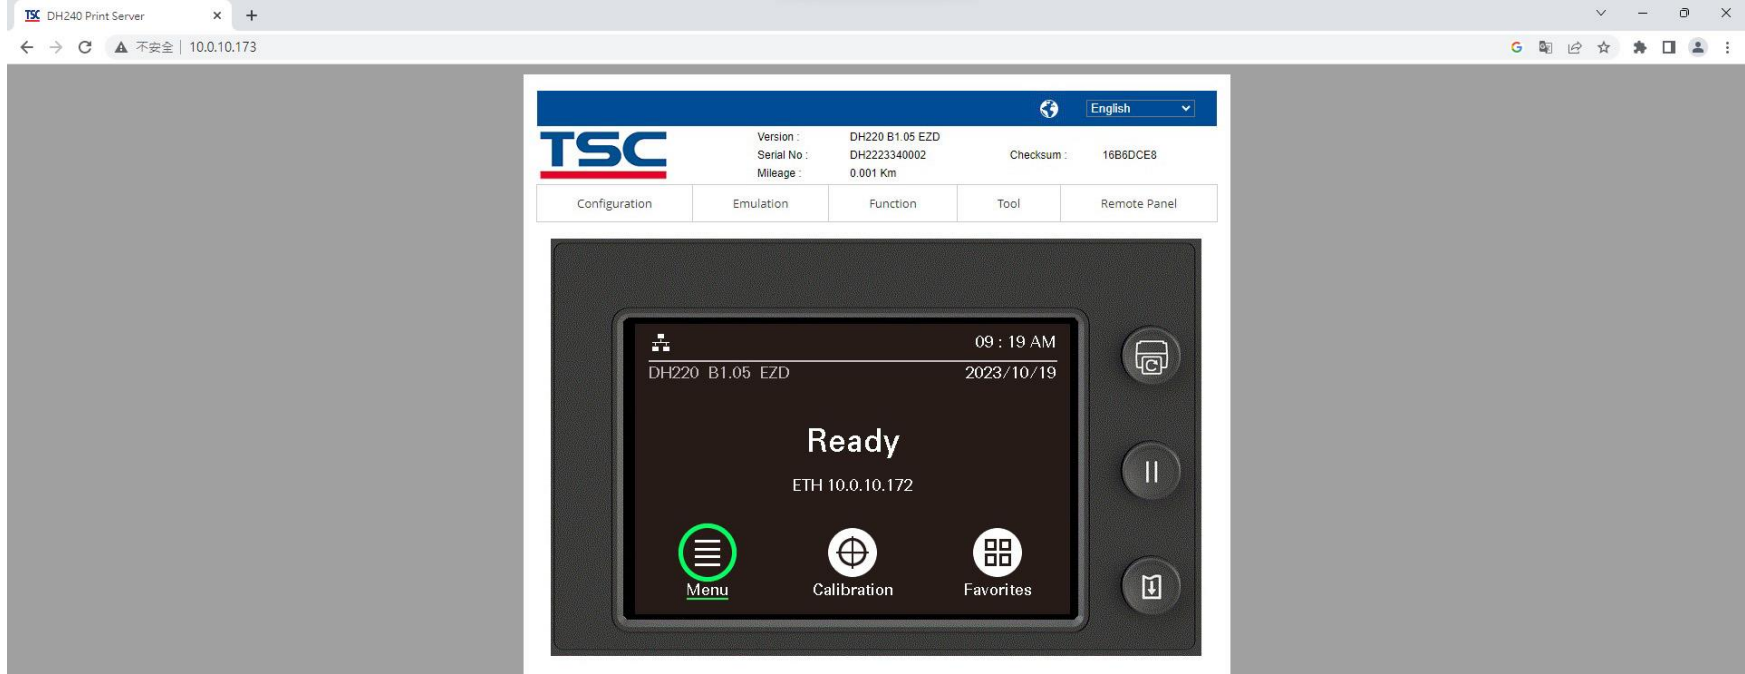 TSC DH240 Print Server
不安全 10.0.10.173
English
TSC
Version : DH220 B1.05 EZD
Serial No : DH2223340002 Checksum : 16B6DCE8
Mileage : 0.001 Km
Configuration Emulation Function Tool Remote Panel
09 : 19 AM
DH220 B1.05 EZD 2023/10/19
Ready
ETH 10.0.10.172
Menu Calibration Favorites